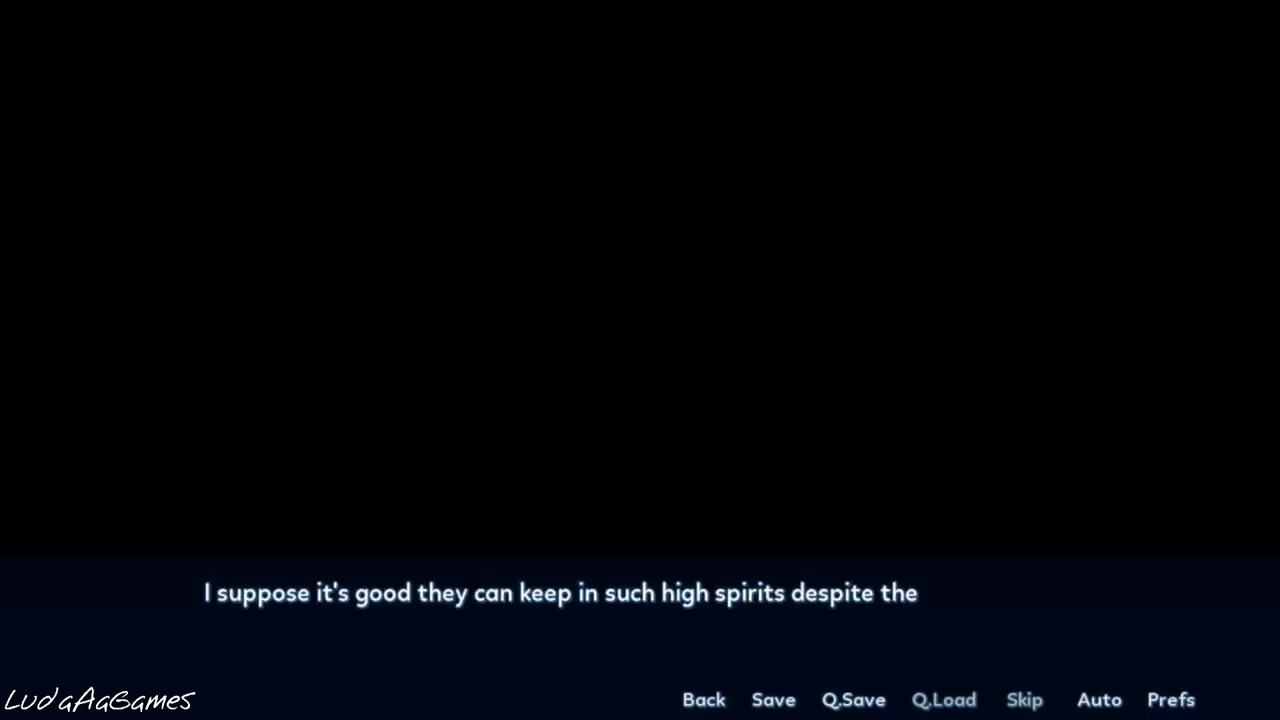 I suppose it's good they can keep in such high spirits despite the
LudaAaGames
Back Save Q.Save Q.Load Skip Auto Prefs